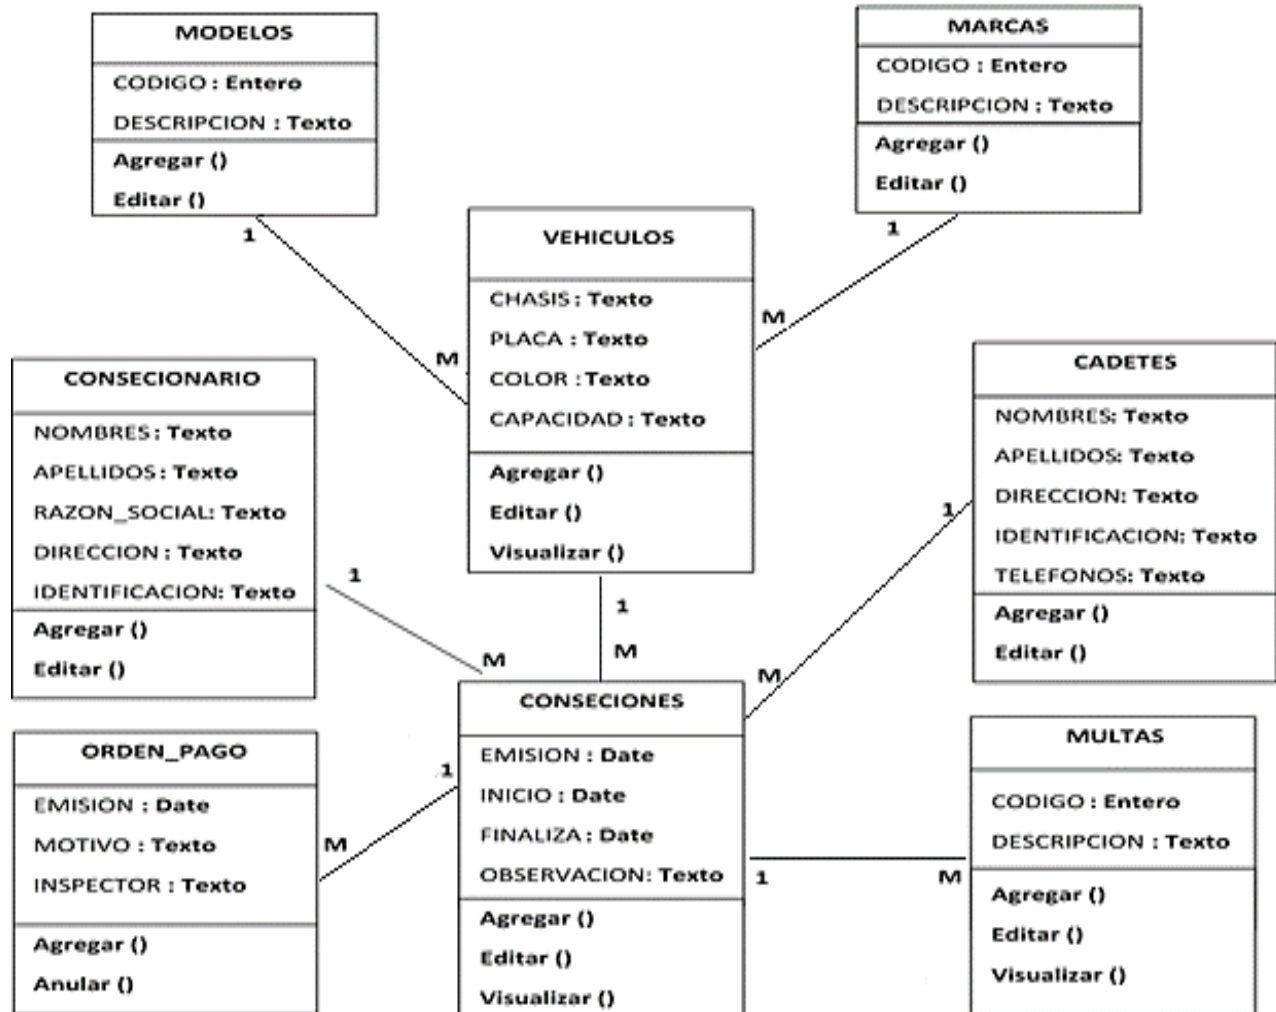 MODELOS
CODIGO : Entero
DESCRIPCION : Texto
Agregar ()
Editar ()
1
MARCAS
CODIGO : Entero
DESCRIPCION : Texto
Agregar ()
Editar ()
1
VEHICULOS
CHASIS : Texto
PLACA : Texto
COLOR : Texto
CAPACIDAD : Texto
Agregar ()
Editar ()
Visualizar ()
M
M
1
M
CONSECIONARIO
NOMBRES : Texto
APELLIDOS : Texto
RAZON_SOCIAL: Texto
DIRECCION : Texto
IDENTIFICACION: Texto
Agregar ()
Editar ()
1
M
CADETES
NOMBRES: Texto
APELLIDOS: Texto
DIRECCION: Texto
IDENTIFICACION: Texto
TELEFONOS: Texto
Agregar ()
Editar ()
1
M
ORDEN_PAGO
EMISION : Date
MOTIVO : Texto
INSPECTOR : Texto
Agregar ()
Anular ()
M
1
CONSECIONES
EMISION : Date
INICIO : Date
FINALIZA : Date
OBSERVACION: Texto
Agregar ()
Editar ()
Visualizar ()
1
M
MULTAS
CODIGO : Entero
DESCRIPCION : Texto
Agregar ()
Editar ()
Visualizar ()